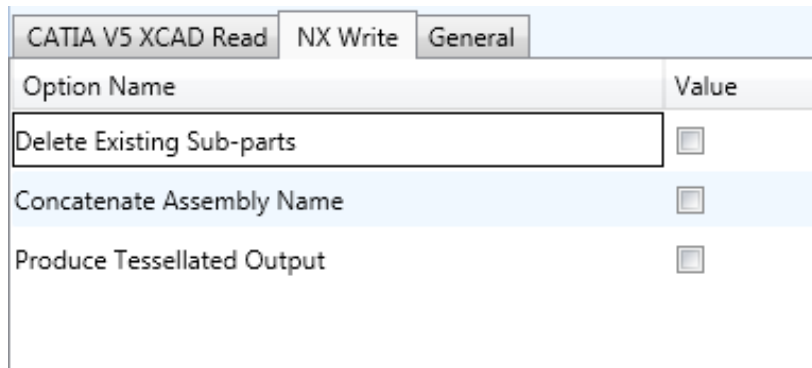 CATIA V5 XCAD Read NX Write General
Option Name Value
Delete Existing Sub-parts
Concatenate Assembly Name
Produce Tessellated Output